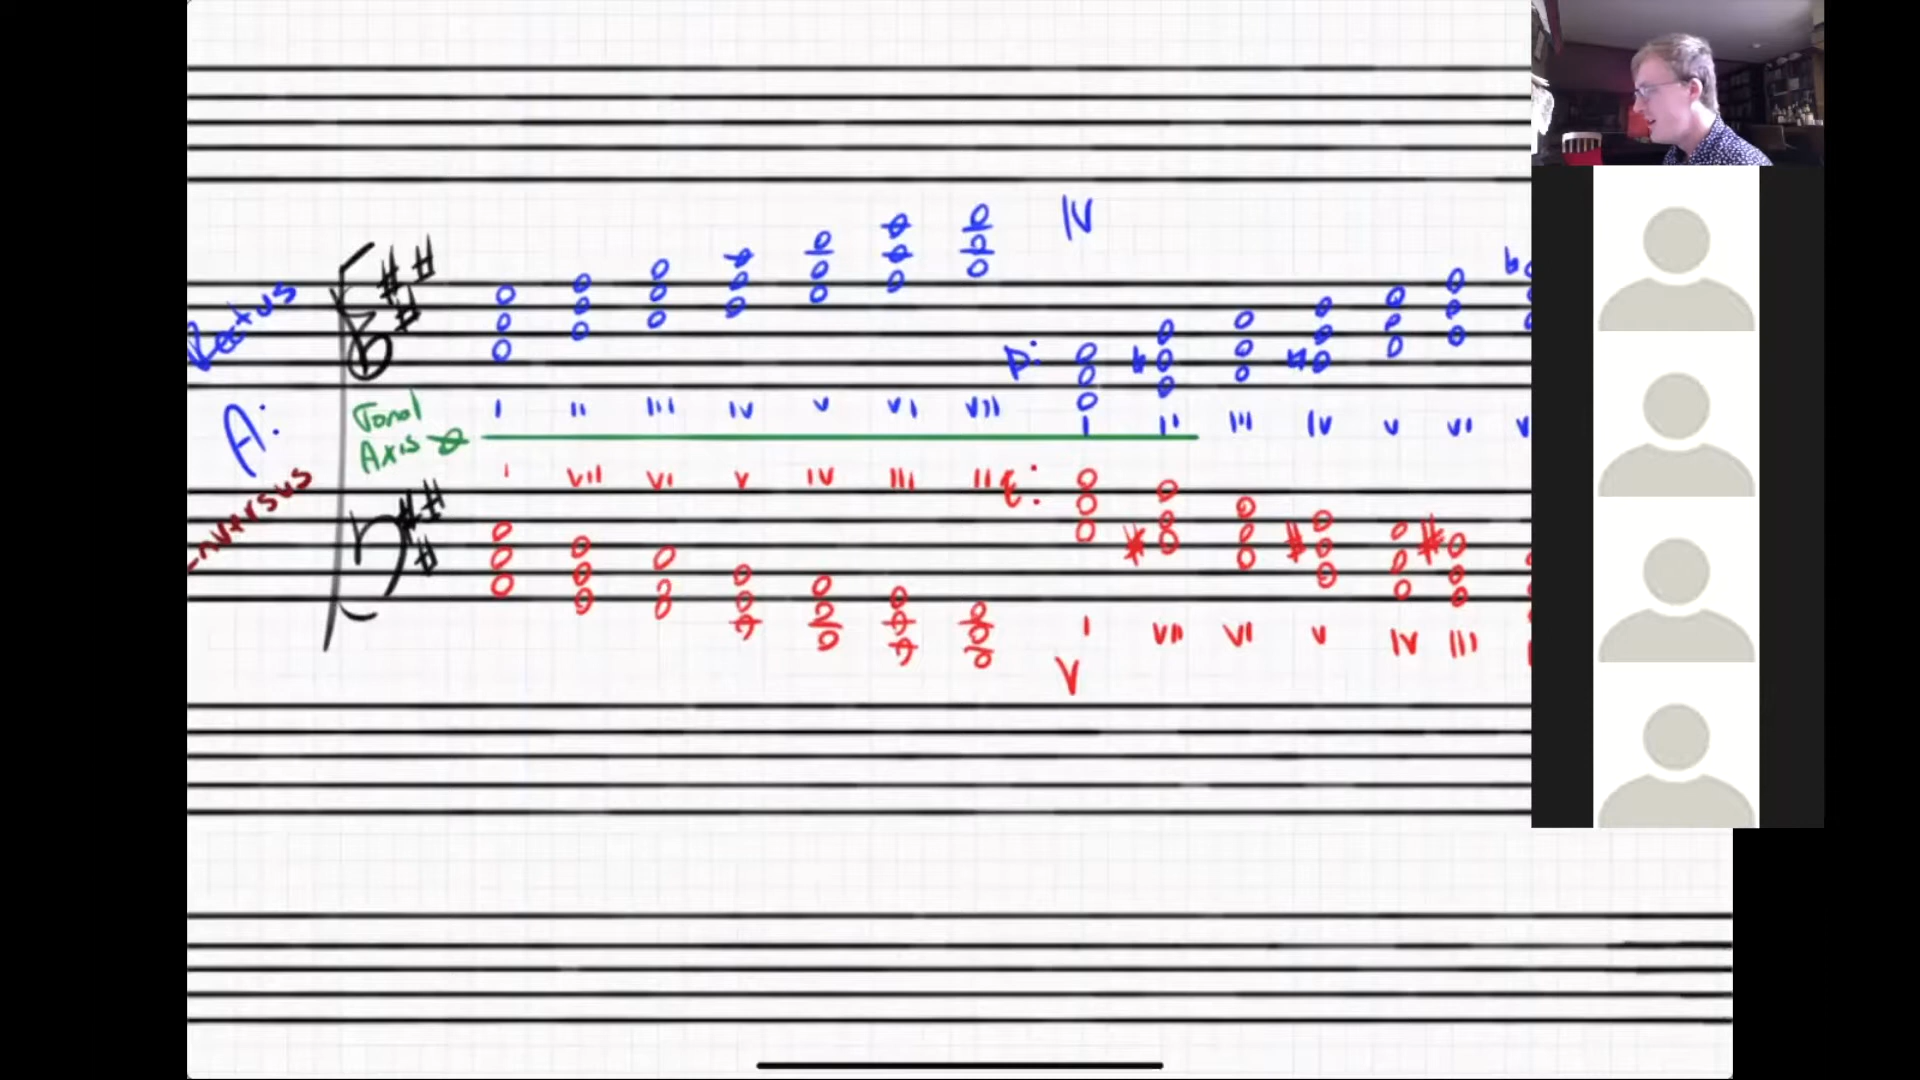 IV
Rectus
D:
A:
Tonal
Axis
I II III IV V VI VII
I II III IV V VI V
I VII VI V IV III II
E:
Inversus
I VII VI V IV III
V